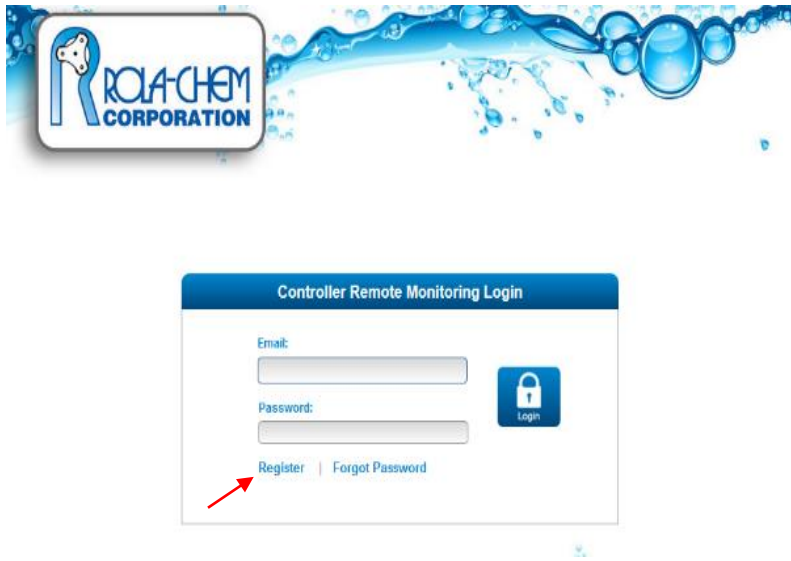 ROLA-CHEM
CORPORATION
Controller Remote Monitoring Login
Email:
Password:
Login
Register | Forgot Password